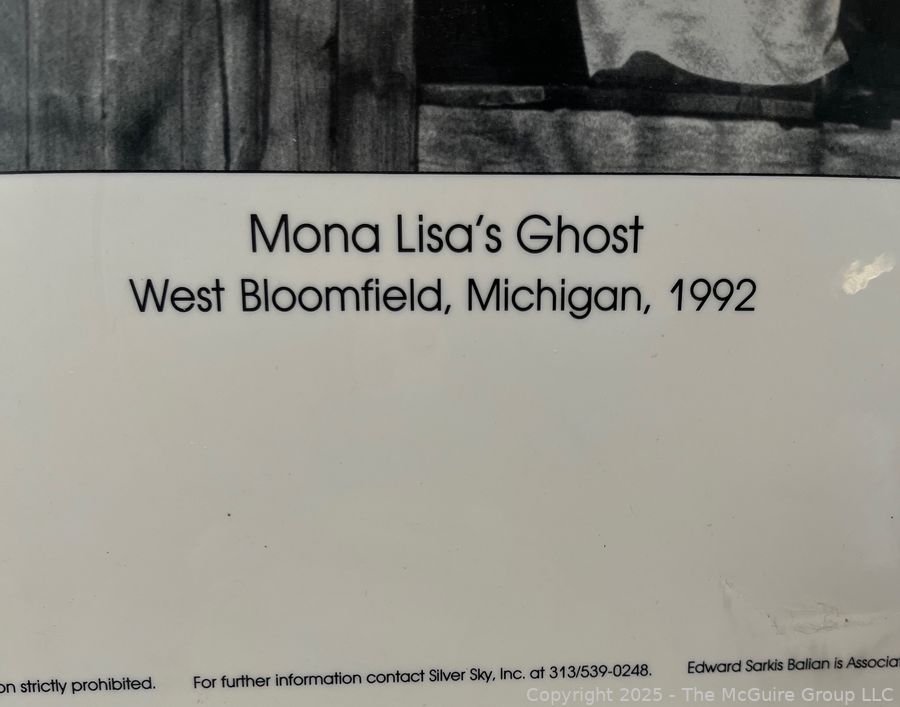 Mona Lisa's Ghost
West Bloomfield, Michigan, 1992
on strictly prohibited. For further information contact Silver Sky, Inc. at 313/539-0248. Edward Sarkis Balian is Associa
Copyright 2025 - The McGuire Group LLC